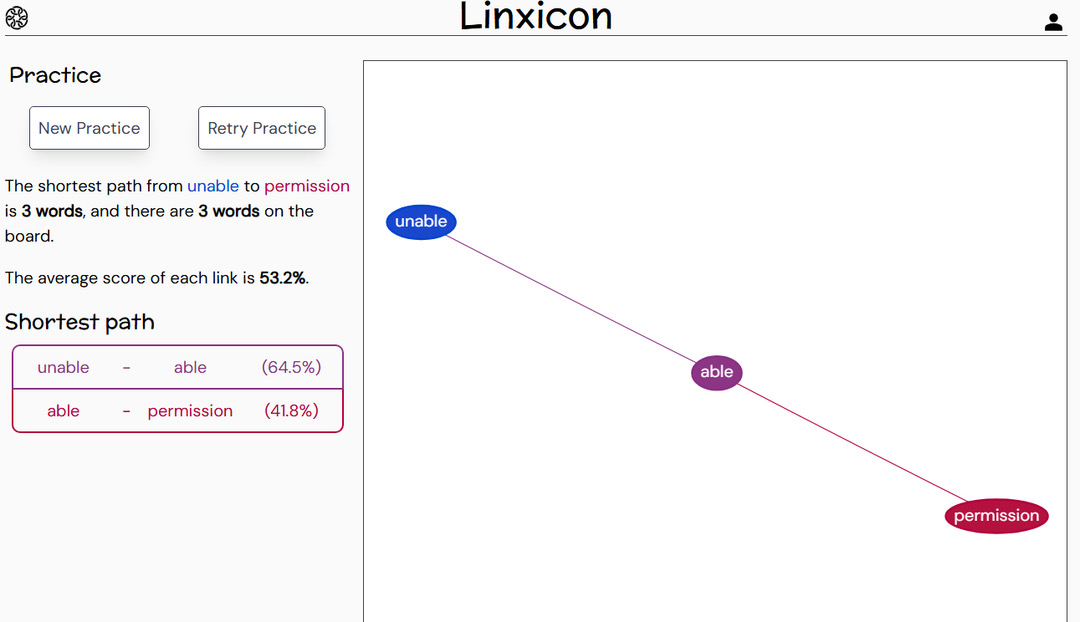 Linxicon
Practice
New Practice
Retry Practice
The shortest path from unable to permission
is 3 words, and there are 3 words on the
board.
The average score of each link is 53.2%.
Shortest path
unable - able (64.5%)
able - permission (41.8%)
unable
able
permission